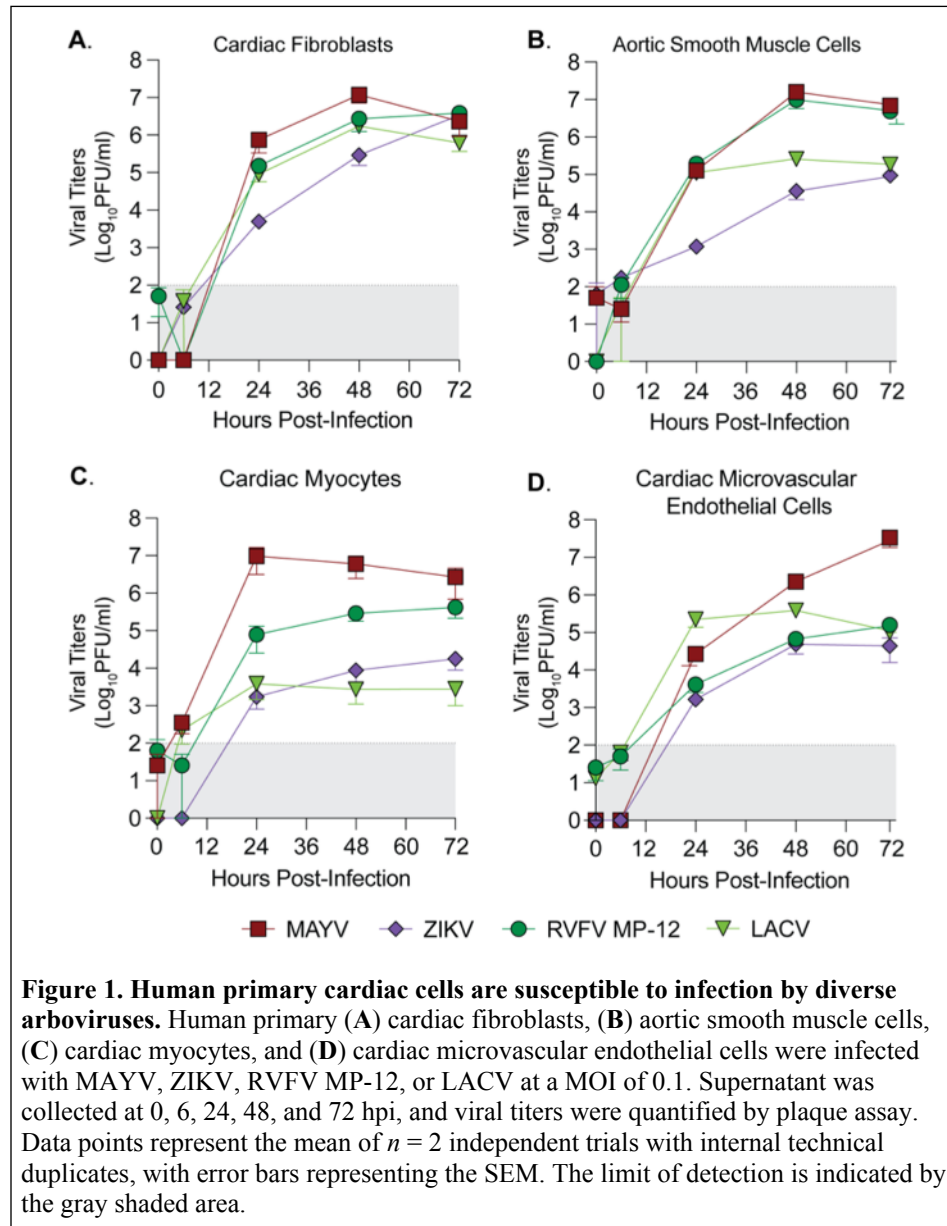 A.
Cardiac Fibroblasts
8
7
6
5
4
3
2
1
0
Viral Titers
(Log₁₀PFU/ml)
0 12 24 36 48 60 72
Hours Post-Infection
B.
Aortic Smooth Muscle Cells
8
7
6
5
4
3
2
1
0
Viral Titers
(Log₁₀PFU/ml)
0 12 24 36 48 60 72
Hours Post-Infection
C.
Cardiac Myocytes
8
7
6
5
4
3
2
1
0
Viral Titers
(Log₁₀PFU/ml)
0 12 24 36 48 60 72
Hours Post-Infection
D.
Cardiac Microvascular
Endothelial Cells
8
7
6
5
4
3
2
1
0
Viral Titers
(Log₁₀PFU/ml)
0 12 24 36 48 60 72
Hours Post-Infection
MAYV ZIKV RVFV MP-12 LACV
Figure 1. Human primary cardiac cells are susceptible to infection by diverse
arboviruses. Human primary (A) cardiac fibroblasts, (B) aortic smooth muscle cells,
(C) cardiac myocytes, and (D) cardiac microvascular endothelial cells were infected
with MAYV, ZIKV, RVFV MP-12, or LACV at a MOI of 0.1. Supernatant was
collected at 0, 6, 24, 48, and 72 hpi, and viral titers were quantified by plaque assay.
Data points represent the mean of n = 2 independent trials with internal technical
duplicates, with error bars representing the SEM. The limit of detection is indicated by
the gray shaded area.